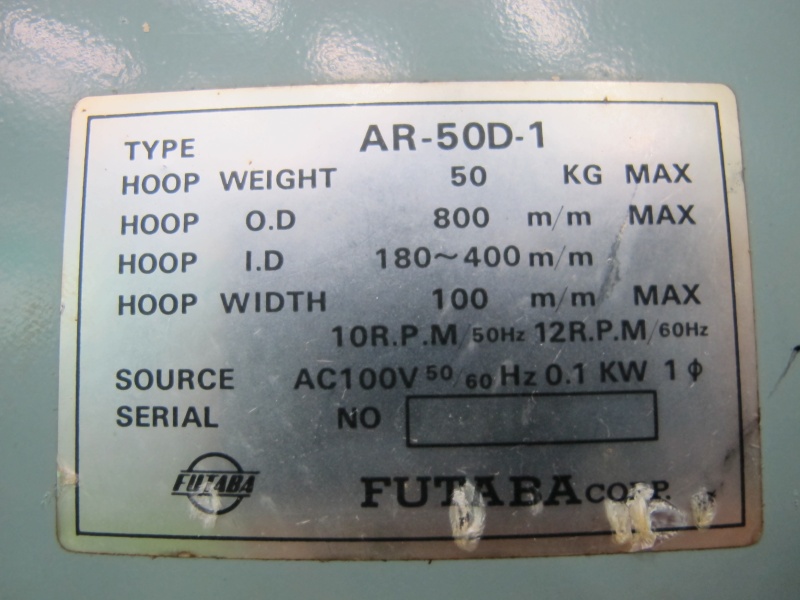 TYPE AR-50D-1
HOOP WEIGHT 50 KG MAX
HOOP O.D 800 m/m MAX
HOOP I.D 180~400 m/m
HOOP WIDTH 100 m/m MAX
10R.P.M/50Hz 12R.P.M/60Hz
SOURCE AC100V 50/60 Hz 0.1 KW 1ϕ
SERIAL NO
FUTABA FUTABA CORP.